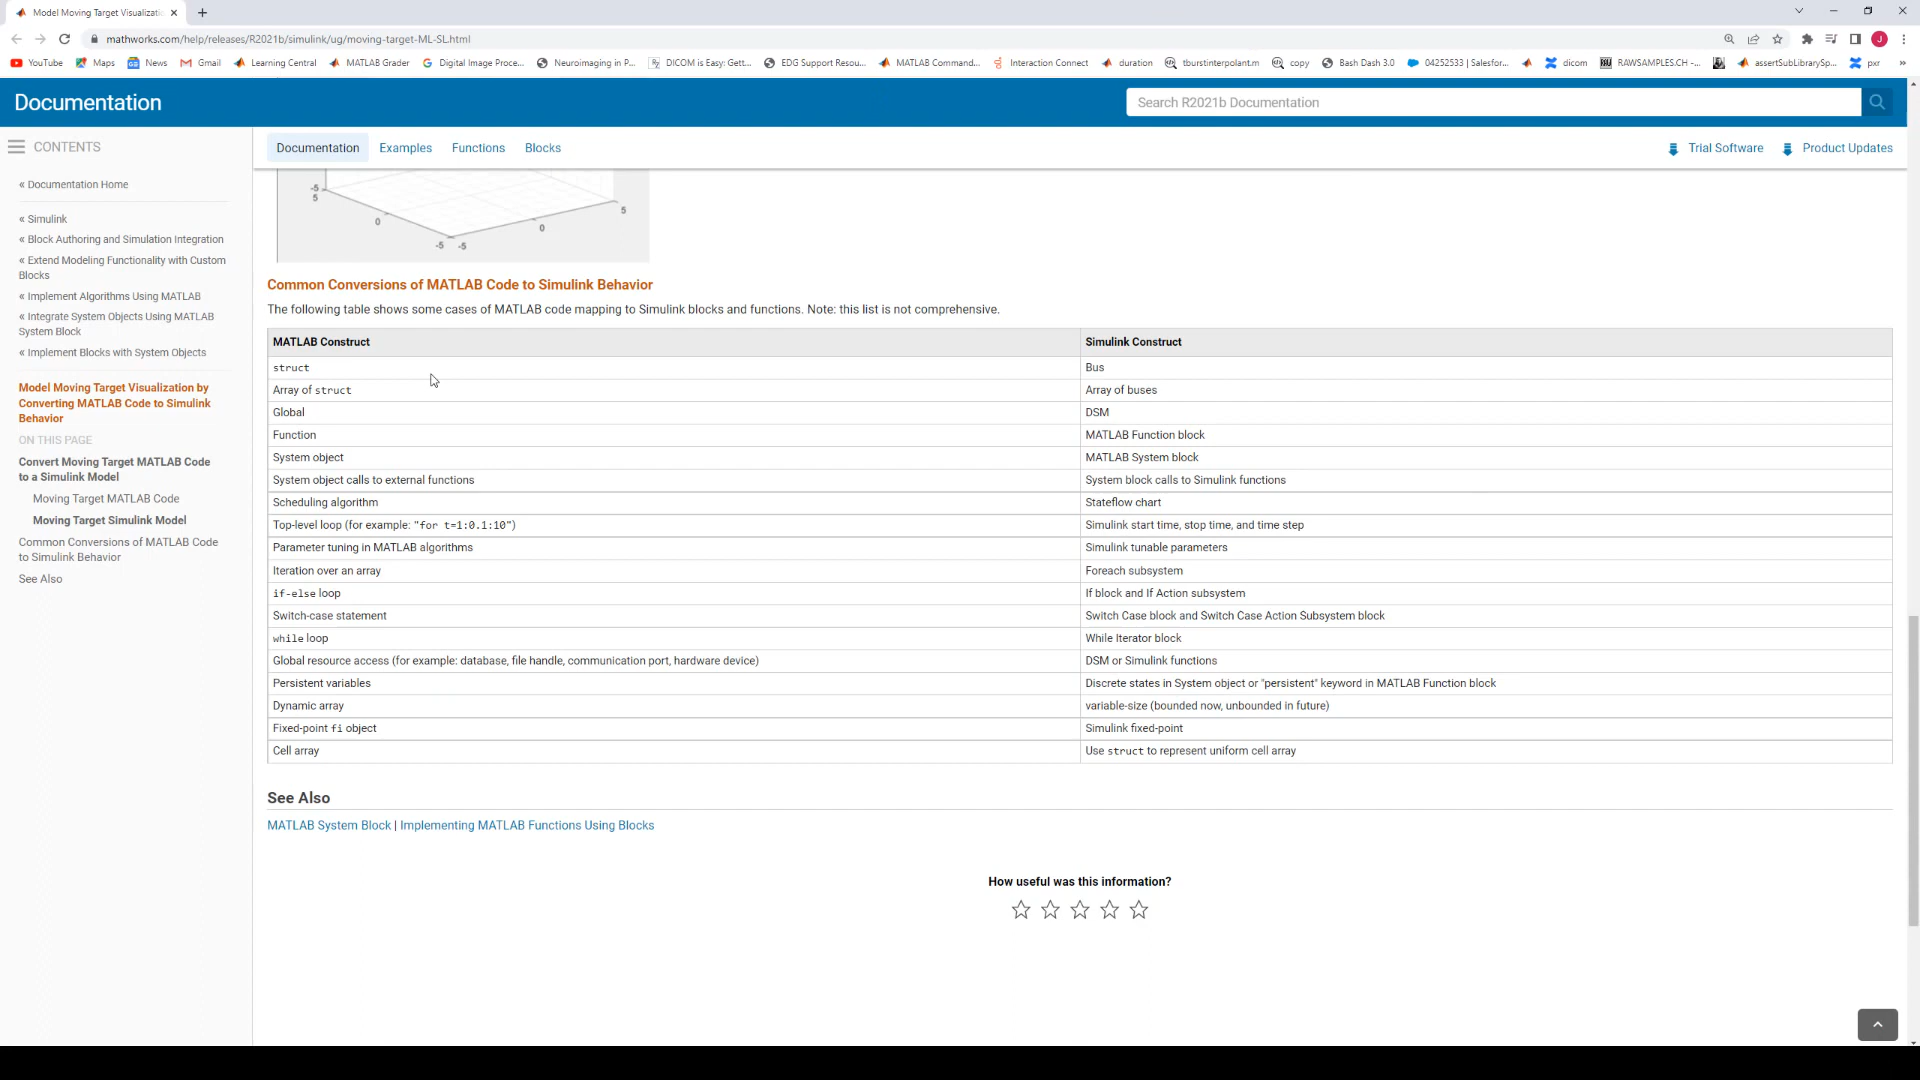 Model Moving Target Visualizatio
mathworks.com/help/releases/R2021b/simulink/ug/moving-target-ML-SL.html
YouTube Maps News Gmail Learning Central MATLAB Grader Digital Image Proce... Neuroimaging in P... DICOM is Easy: Gett... EDG Support Resou... MATLAB Command... Interaction Connect duration tburstinterpolant.m copy Bash Dash 3.0 04252533 | Salesfor... dicom RAWSAMPLES.CH -... assertSubLibrarySp... pxr »
Documentation
Search R2021b Documentation
CONTENTS
Documentation Examples Functions Blocks
Trial Software Product Updates
« Documentation Home
« Simulink
« Block Authoring and Simulation Integration
« Extend Modeling Functionality with Custom
Blocks
« Implement Algorithms Using MATLAB
« Integrate System Objects Using MATLAB
System Block
« Implement Blocks with System Objects
Model Moving Target Visualization by
Converting MATLAB Code to Simulink
Behavior
ON THIS PAGE
Convert Moving Target MATLAB Code
to a Simulink Model
Moving Target MATLAB Code
Moving Target Simulink Model
Common Conversions of MATLAB Code
to Simulink Behavior
See Also
-5
5
0
-5 -5
0
5
Common Conversions of MATLAB Code to Simulink Behavior
The following table shows some cases of MATLAB code mapping to Simulink blocks and functions. Note: this list is not comprehensive.
MATLAB Construct Simulink Construct
struct Bus
Array of struct Array of buses
Global DSM
Function MATLAB Function block
System object MATLAB System block
System object calls to external functions System block calls to Simulink functions
Scheduling algorithm Stateflow chart
Top-level loop (for example: "for t=1:0.1:10") Simulink start time, stop time, and time step
Parameter tuning in MATLAB algorithms Simulink tunable parameters
Iteration over an array Foreach subsystem
if-else loop If block and If Action subsystem
Switch-case statement Switch Case block and Switch Case Action Subsystem block
while loop While Iterator block
Global resource access (for example: database, file handle, communication port, hardware device) DSM or Simulink functions
Persistent variables Discrete states in System object or "persistent" keyword in MATLAB Function block
Dynamic array variable-size (bounded now, unbounded in future)
Fixed-point fi object Simulink fixed-point
Cell array Use struct to represent uniform cell array
See Also
MATLAB System Block | Implementing MATLAB Functions Using Blocks
How useful was this information?